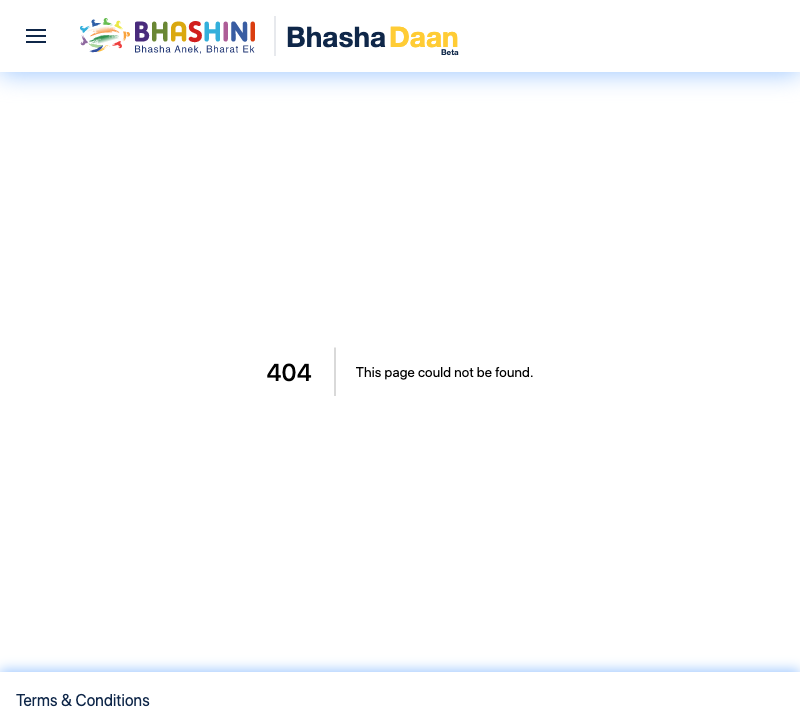 BHASHINI
Bhasha Anek, Bharat Ek
Bhasha Daan
Beta
404
This page could not be found.
Terms & Conditions